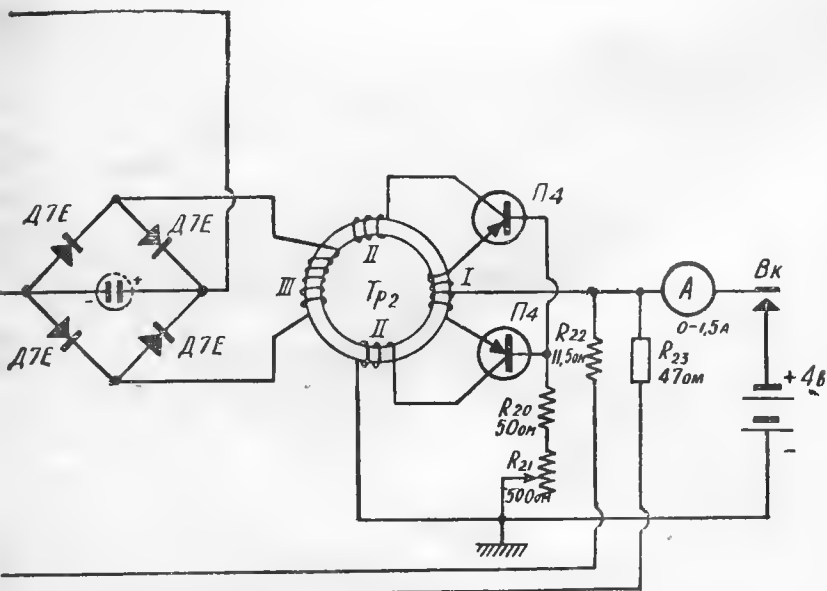 Д7Е
Д7Е
- +
Д7Е
Д7Е
II
III
Тр2
I
II
П4
П4
R22
11,5ом
R23
47ом
R20
50ом
R21
500ом
А
0-1,5А
Вк
+ 4в
-